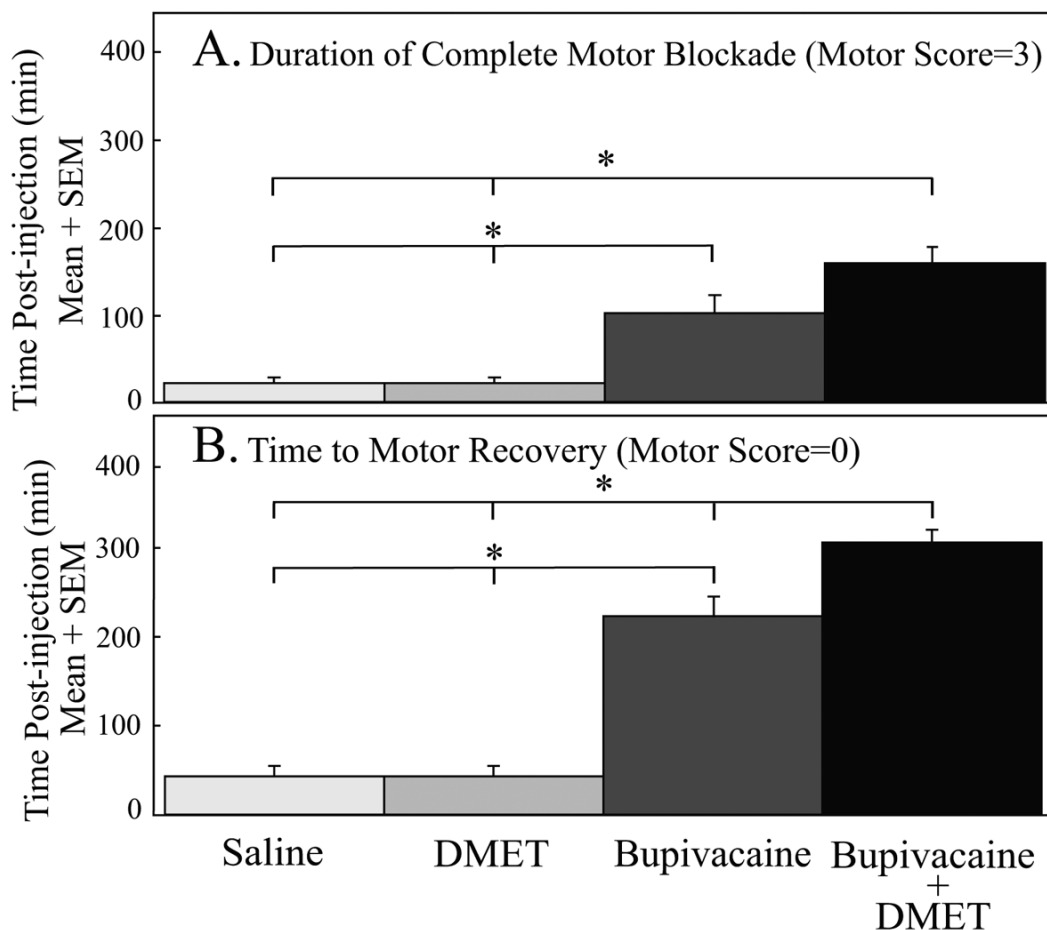 A. Duration of Complete Motor Blockade (Motor Score=3)
Time Post-injection (min)
Mean + SEM
400
300
200
100
0
*
*
B. Time to Motor Recovery (Motor Score=0)
Time Post-injection (min)
Mean + SEM
400
300
200
100
0
*
*
Saline
DMET
Bupivacaine
Bupivacaine
+
DMET